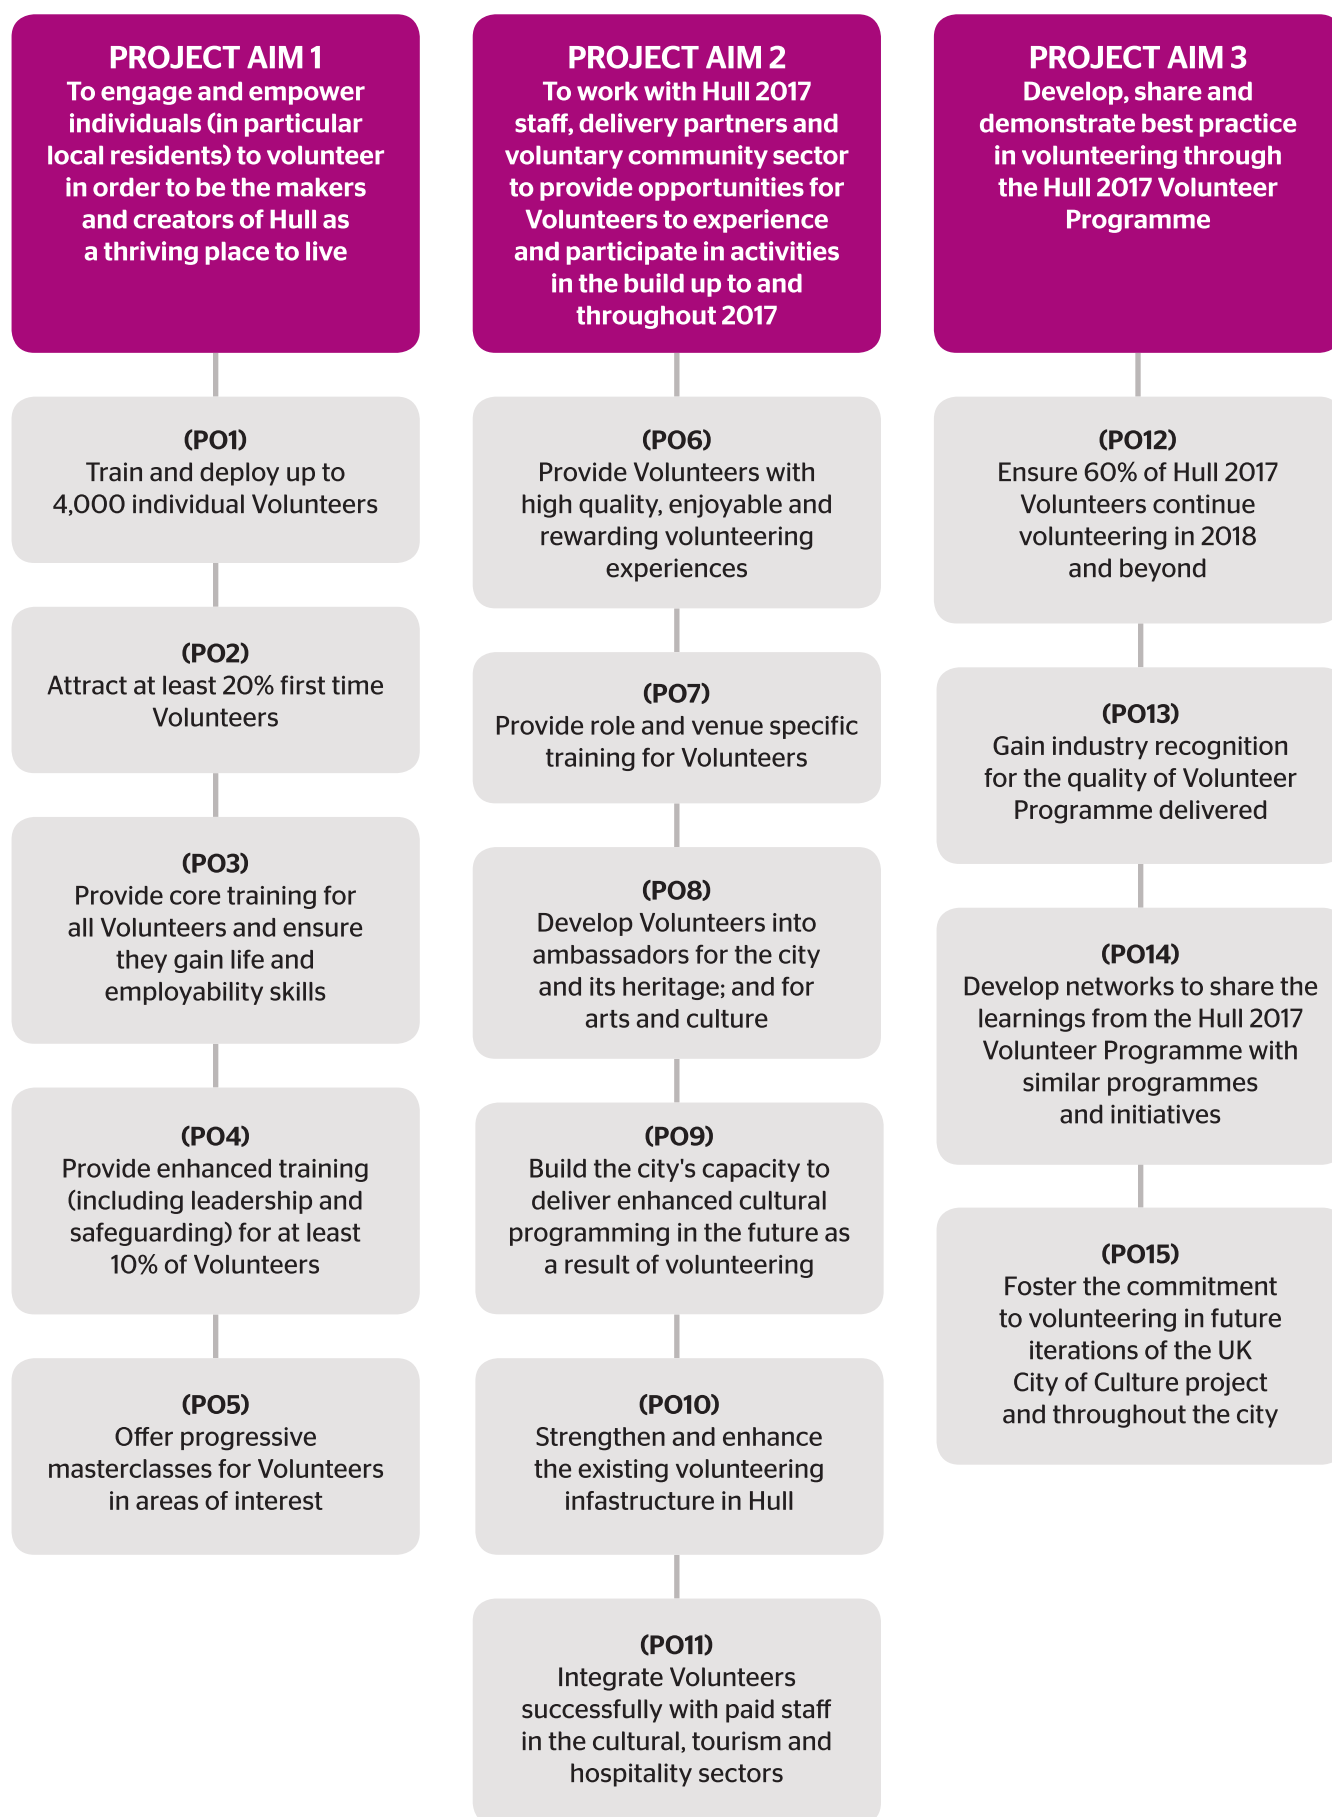 PROJECT AIM 1
To engage and empower
individuals (in particular
local residents) to volunteer
in order to be the makers
and creators of Hull as
a thriving place to live
(PO1)
Train and deploy up to
4,000 individual Volunteers
(PO2)
Attract at least 20% first time
Volunteers
(PO3)
Provide core training for
all Volunteers and ensure
they gain life and
employability skills
(PO4)
Provide enhanced training
(including leadership and
safeguarding) for at least
10% of Volunteers
(PO5)
Offer progressive
masterclasses for Volunteers
in areas of interest
PROJECT AIM 2
To work with Hull 2017
staff, delivery partners and
voluntary community sector
to provide opportunities for
Volunteers to experience
and participate in activities
in the build up to and
throughout 2017
(PO6)
Provide Volunteers with
high quality, enjoyable and
rewarding volunteering
experiences
(PO7)
Provide role and venue specific
training for Volunteers
(PO8)
Develop Volunteers into
ambassadors for the city
and its heritage; and for
arts and culture
(PO9)
Build the city's capacity to
deliver enhanced cultural
programming in the future as
a result of volunteering
(PO10)
Strengthen and enhance
the existing volunteering
infastructure in Hull
(PO11)
Integrate Volunteers
successfully with paid staff
in the cultural, tourism and
hospitality sectors
PROJECT AIM 3
Develop, share and
demonstrate best practice
in volunteering through
the Hull 2017 Volunteer
Programme
(PO12)
Ensure 60% of Hull 2017
Volunteers continue
volunteering in 2018
and beyond
(PO13)
Gain industry recognition
for the quality of Volunteer
Programme delivered
(PO14)
Develop networks to share the
learnings from the Hull 2017
Volunteer Programme with
similar programmes
and initiatives
(PO15)
Foster the commitment
to volunteering in future
iterations of the UK
City of Culture project
and throughout the city